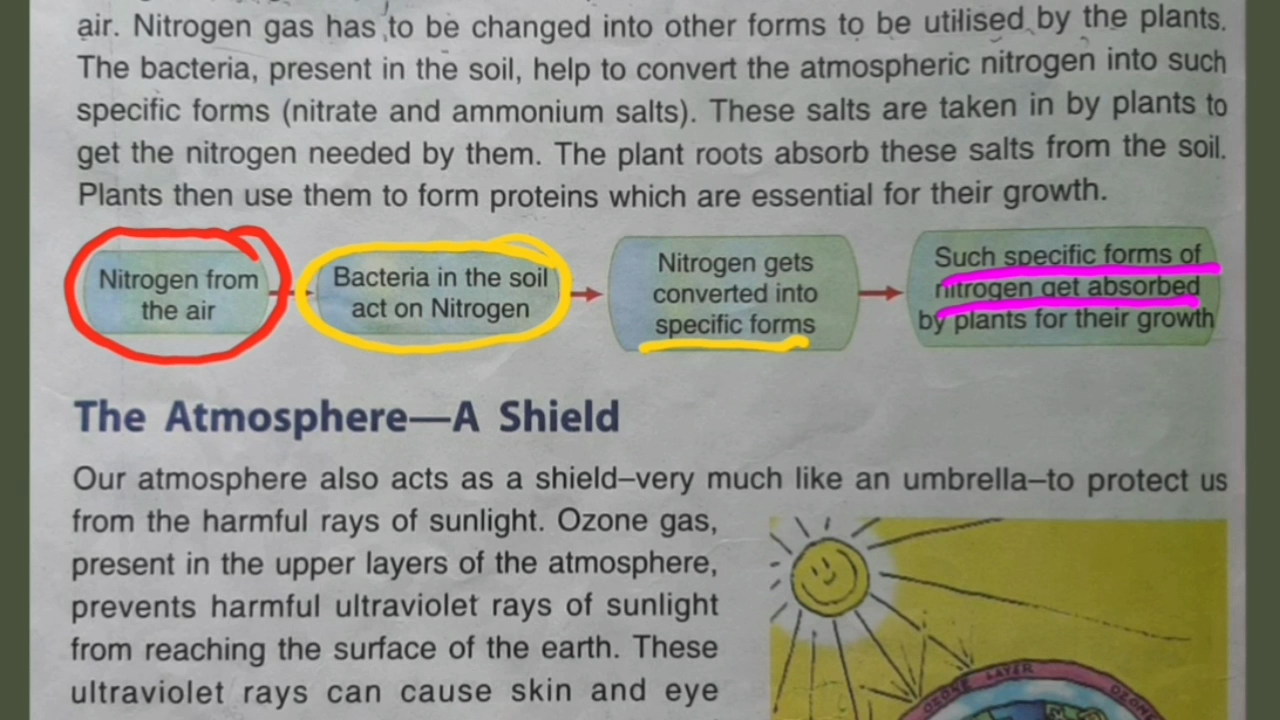 air. Nitrogen gas has to be changed into other forms to be utilised by the plants.
The bacteria, present in the soil, help to convert the atmospheric nitrogen into such
specific forms (nitrate and ammonium salts). These salts are taken in by plants to
get the nitrogen needed by them. The plant roots absorb these salts from the soil.
Plants then use them to form proteins which are essential for their growth.
Nitrogen from
the air
Bacteria in the soil
act on Nitrogen
Nitrogen gets
converted into
specific forms
Such specific forms of
nitrogen get absorbed
by plants for their growth
The Atmosphere—A Shield
Our atmosphere also acts as a shield–very much like an umbrella–to protect us
from the harmful rays of sunlight. Ozone gas,
present in the upper layers of the atmosphere,
prevents harmful ultraviolet rays of sunlight
from reaching the surface of the earth. These
ultraviolet rays can cause skin and eye
OZONE LAYER OZONE